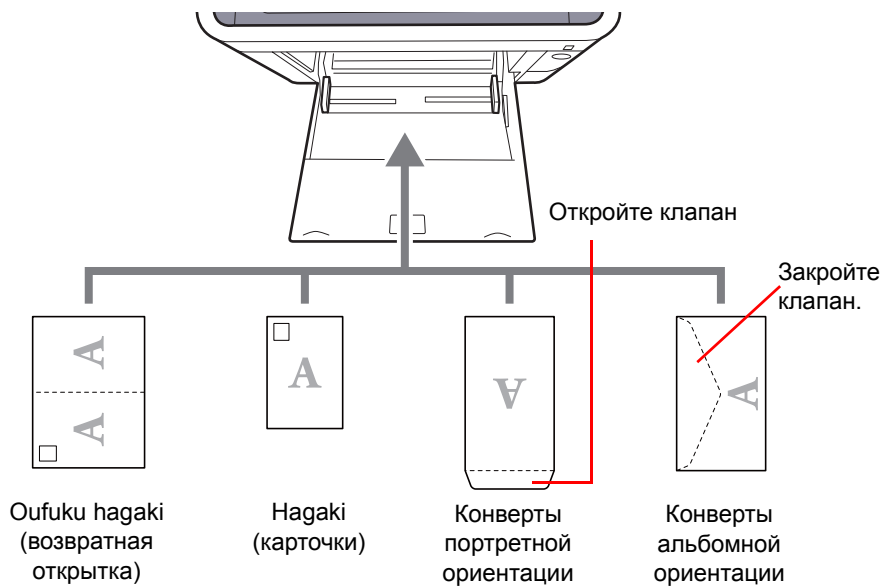 Откройте клапан
Закройте
клапан.
A
A
A
A
A
Oufuku hagaki
(возвратная
открытка)
Hagaki
(карточки)
Конверты
портретной
ориентации
Конверты
альбомной
ориентации